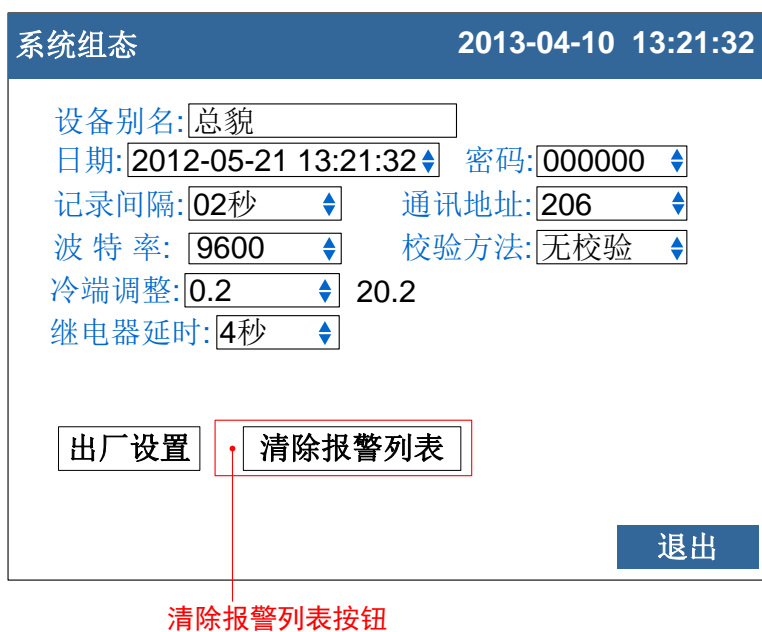 系统组态 2013-04-10 13:21:32
设备别名: 总貌
日期: 2012-05-21 13:21:32 密码: 000000
记录间隔: 02秒 通讯地址: 206
波 特 率: 9600 校验方法: 无校验
冷端调整: 0.2 20.2
继电器延时: 4秒
出厂设置 清除报警列表
退出
清除报警列表按钮